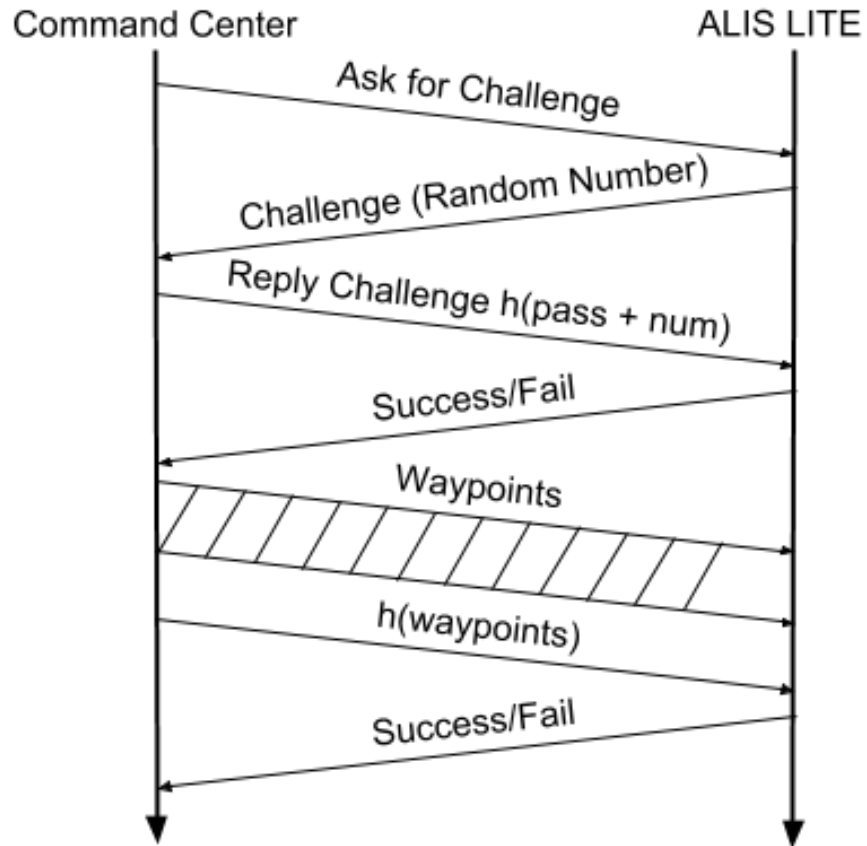 Command Center
ALIS LITE
Ask for Challenge
Challenge (Random Number)
Reply Challenge h(pass + num)
Success/Fail
Waypoints
h(waypoints)
Success/Fail